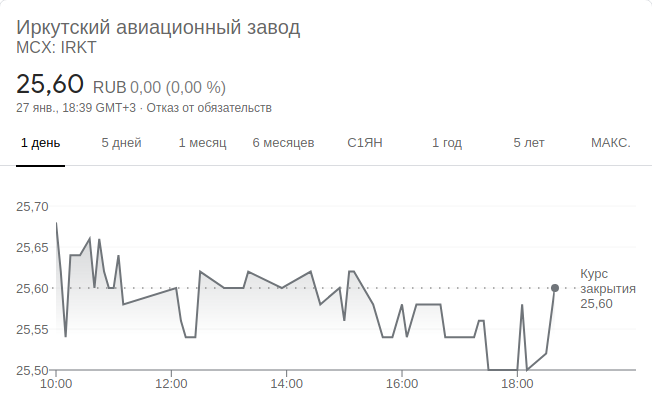 Иркутский авиационный завод
MCX: IRKT
25,60 RUB 0,00 (0,00 %)
27 янв., 18:39 GMT+3 · Отказ от обязательств
1 день 5 дней 1 месяц 6 месяцев С1ЯН 1 год 5 лет МАКС.
25,70
25,65
25,60
25,55
25,50
Курс
закрытия
25,60
10:00 12:00 14:00 16:00 18:00